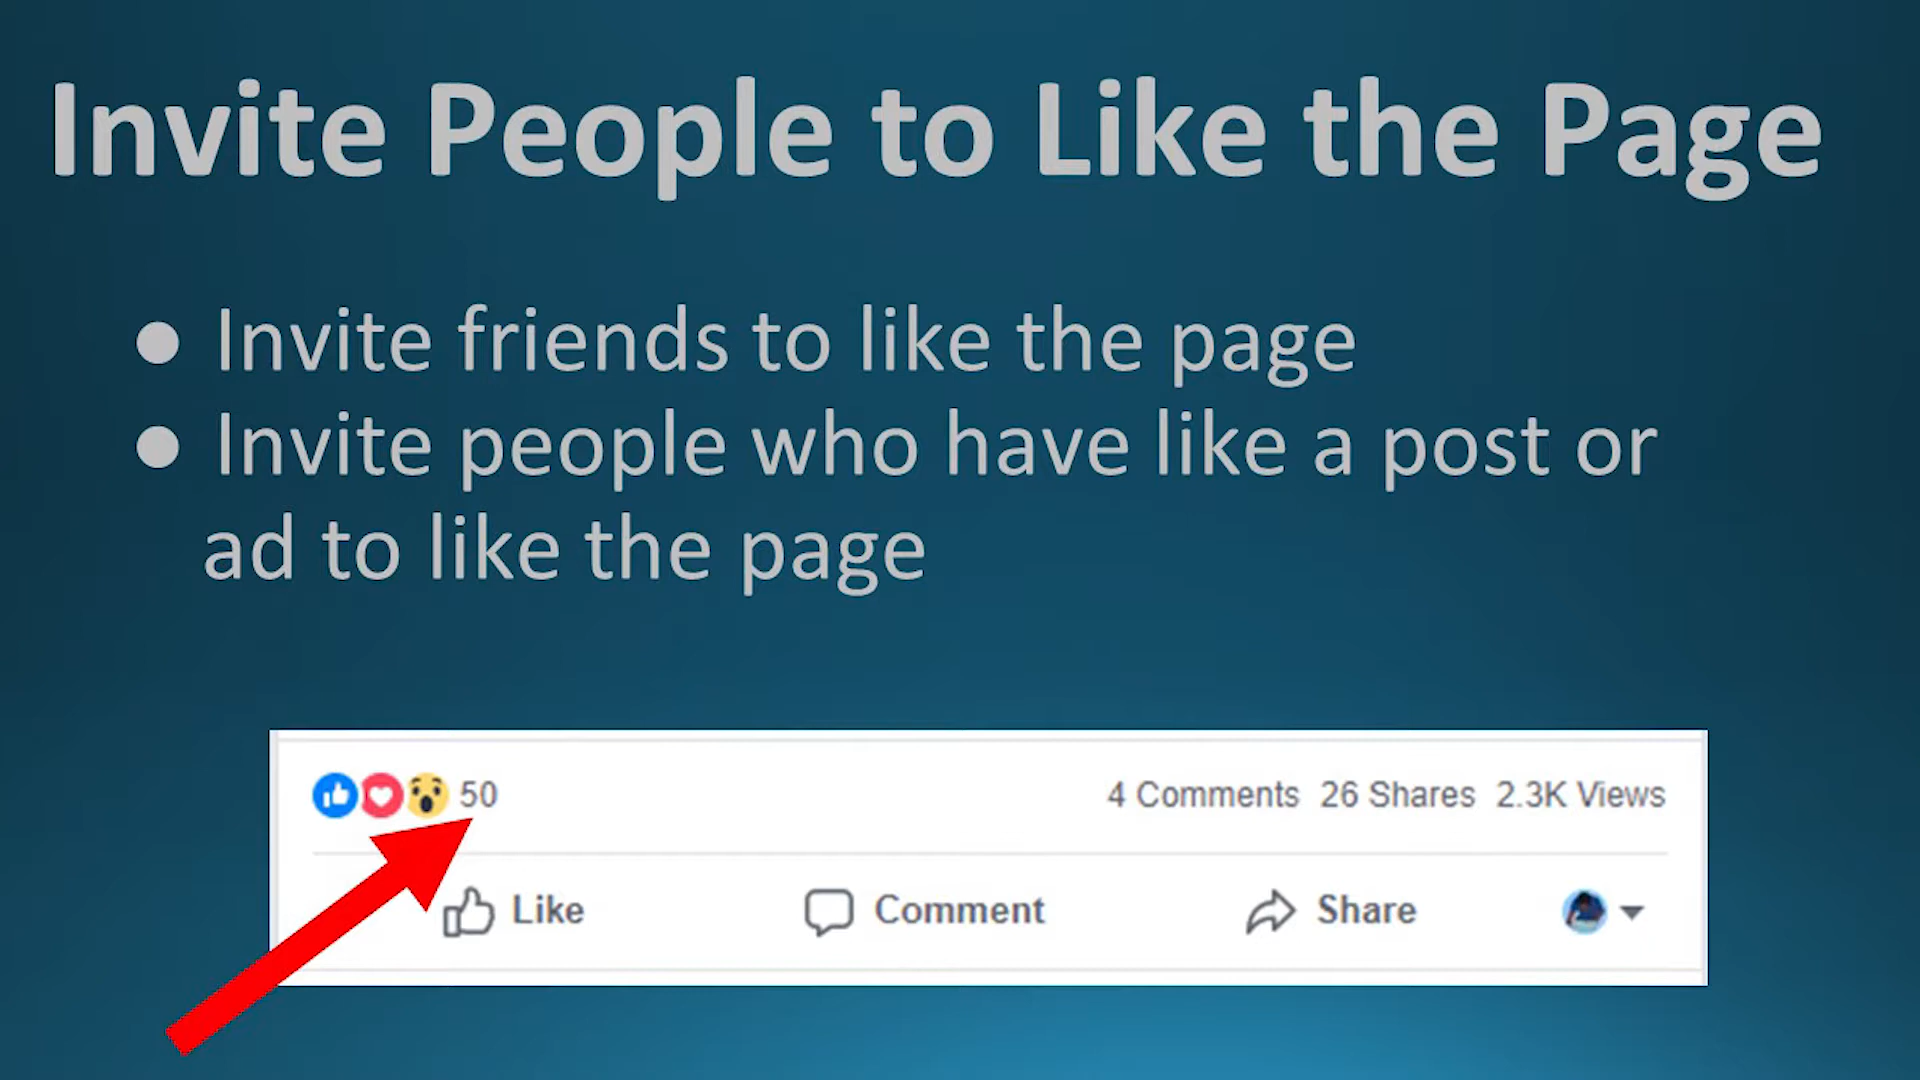 Invite People to Like the Page
● Invite friends to like the page
● Invite people who have like a post or
ad to like the page
50 4 Comments 26 Shares 2.3K Views
Like Comment Share